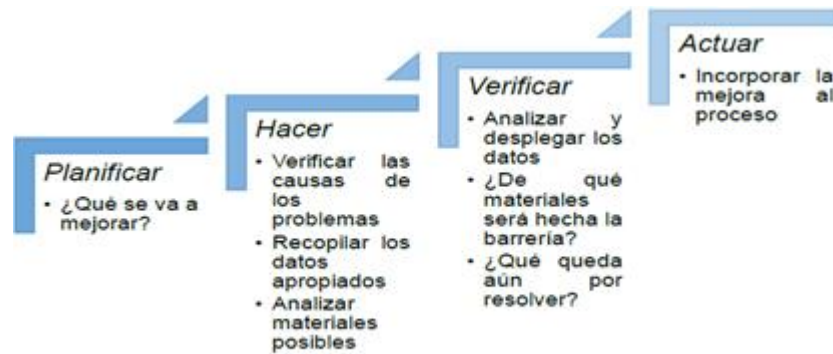 Planificar
• ¿Qué se va a
mejorar?
Hacer
• Verificar las
causas de
los
problemas
• Recopilar los
datos
apropiados
• Analizar
materiales
posibles
Verificar
• Analizar y
desplegar los
datos
• ¿De qué
materiales
será hecha la
barrería?
• ¿Qué queda
aún por
resolver?
Actuar
• Incorporar la
mejora al
proceso